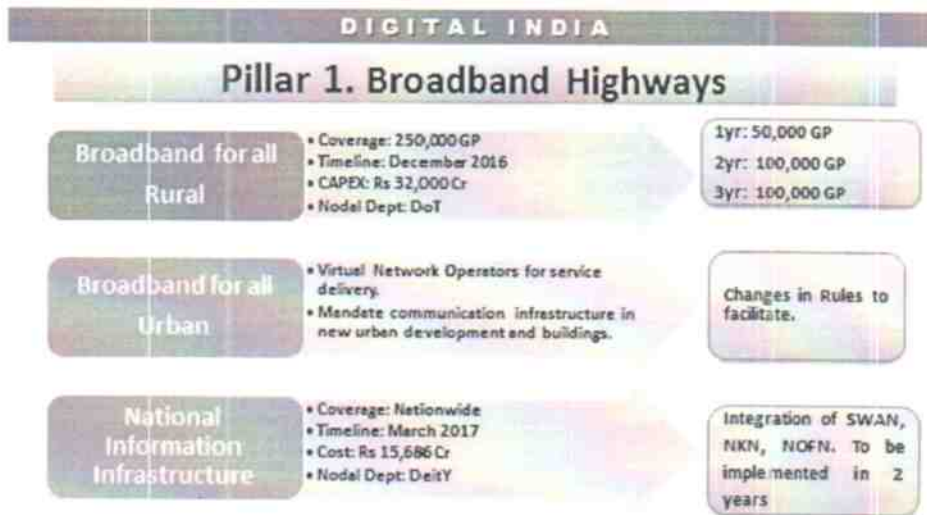 DIGITAL INDIA
Pillar 1. Broadband Highways
Broadband for all
Rural
• Coverage: 250,000 GP
• Timeline: December 2016
• CAPEX: Rs 32,000 Cr
• Nodal Dept: DoT
1yr: 50,000 GP
2yr: 100,000 GP
3yr: 100,000 GP
Broadband for all
Urban
• Virtual Network Operators for service
delivery.
• Mandate communication infrastructure in
new urban development and buildings.
Changes in Rules to
facilitate.
National
Information
Infrastructure
• Coverage: Nationwide
• Timeline: March 2017
• Cost: Rs 15,686 Cr
• Nodal Dept: DeitY
Integration of SWAN,
NKN, NOFN. To be
implemented in 2
years